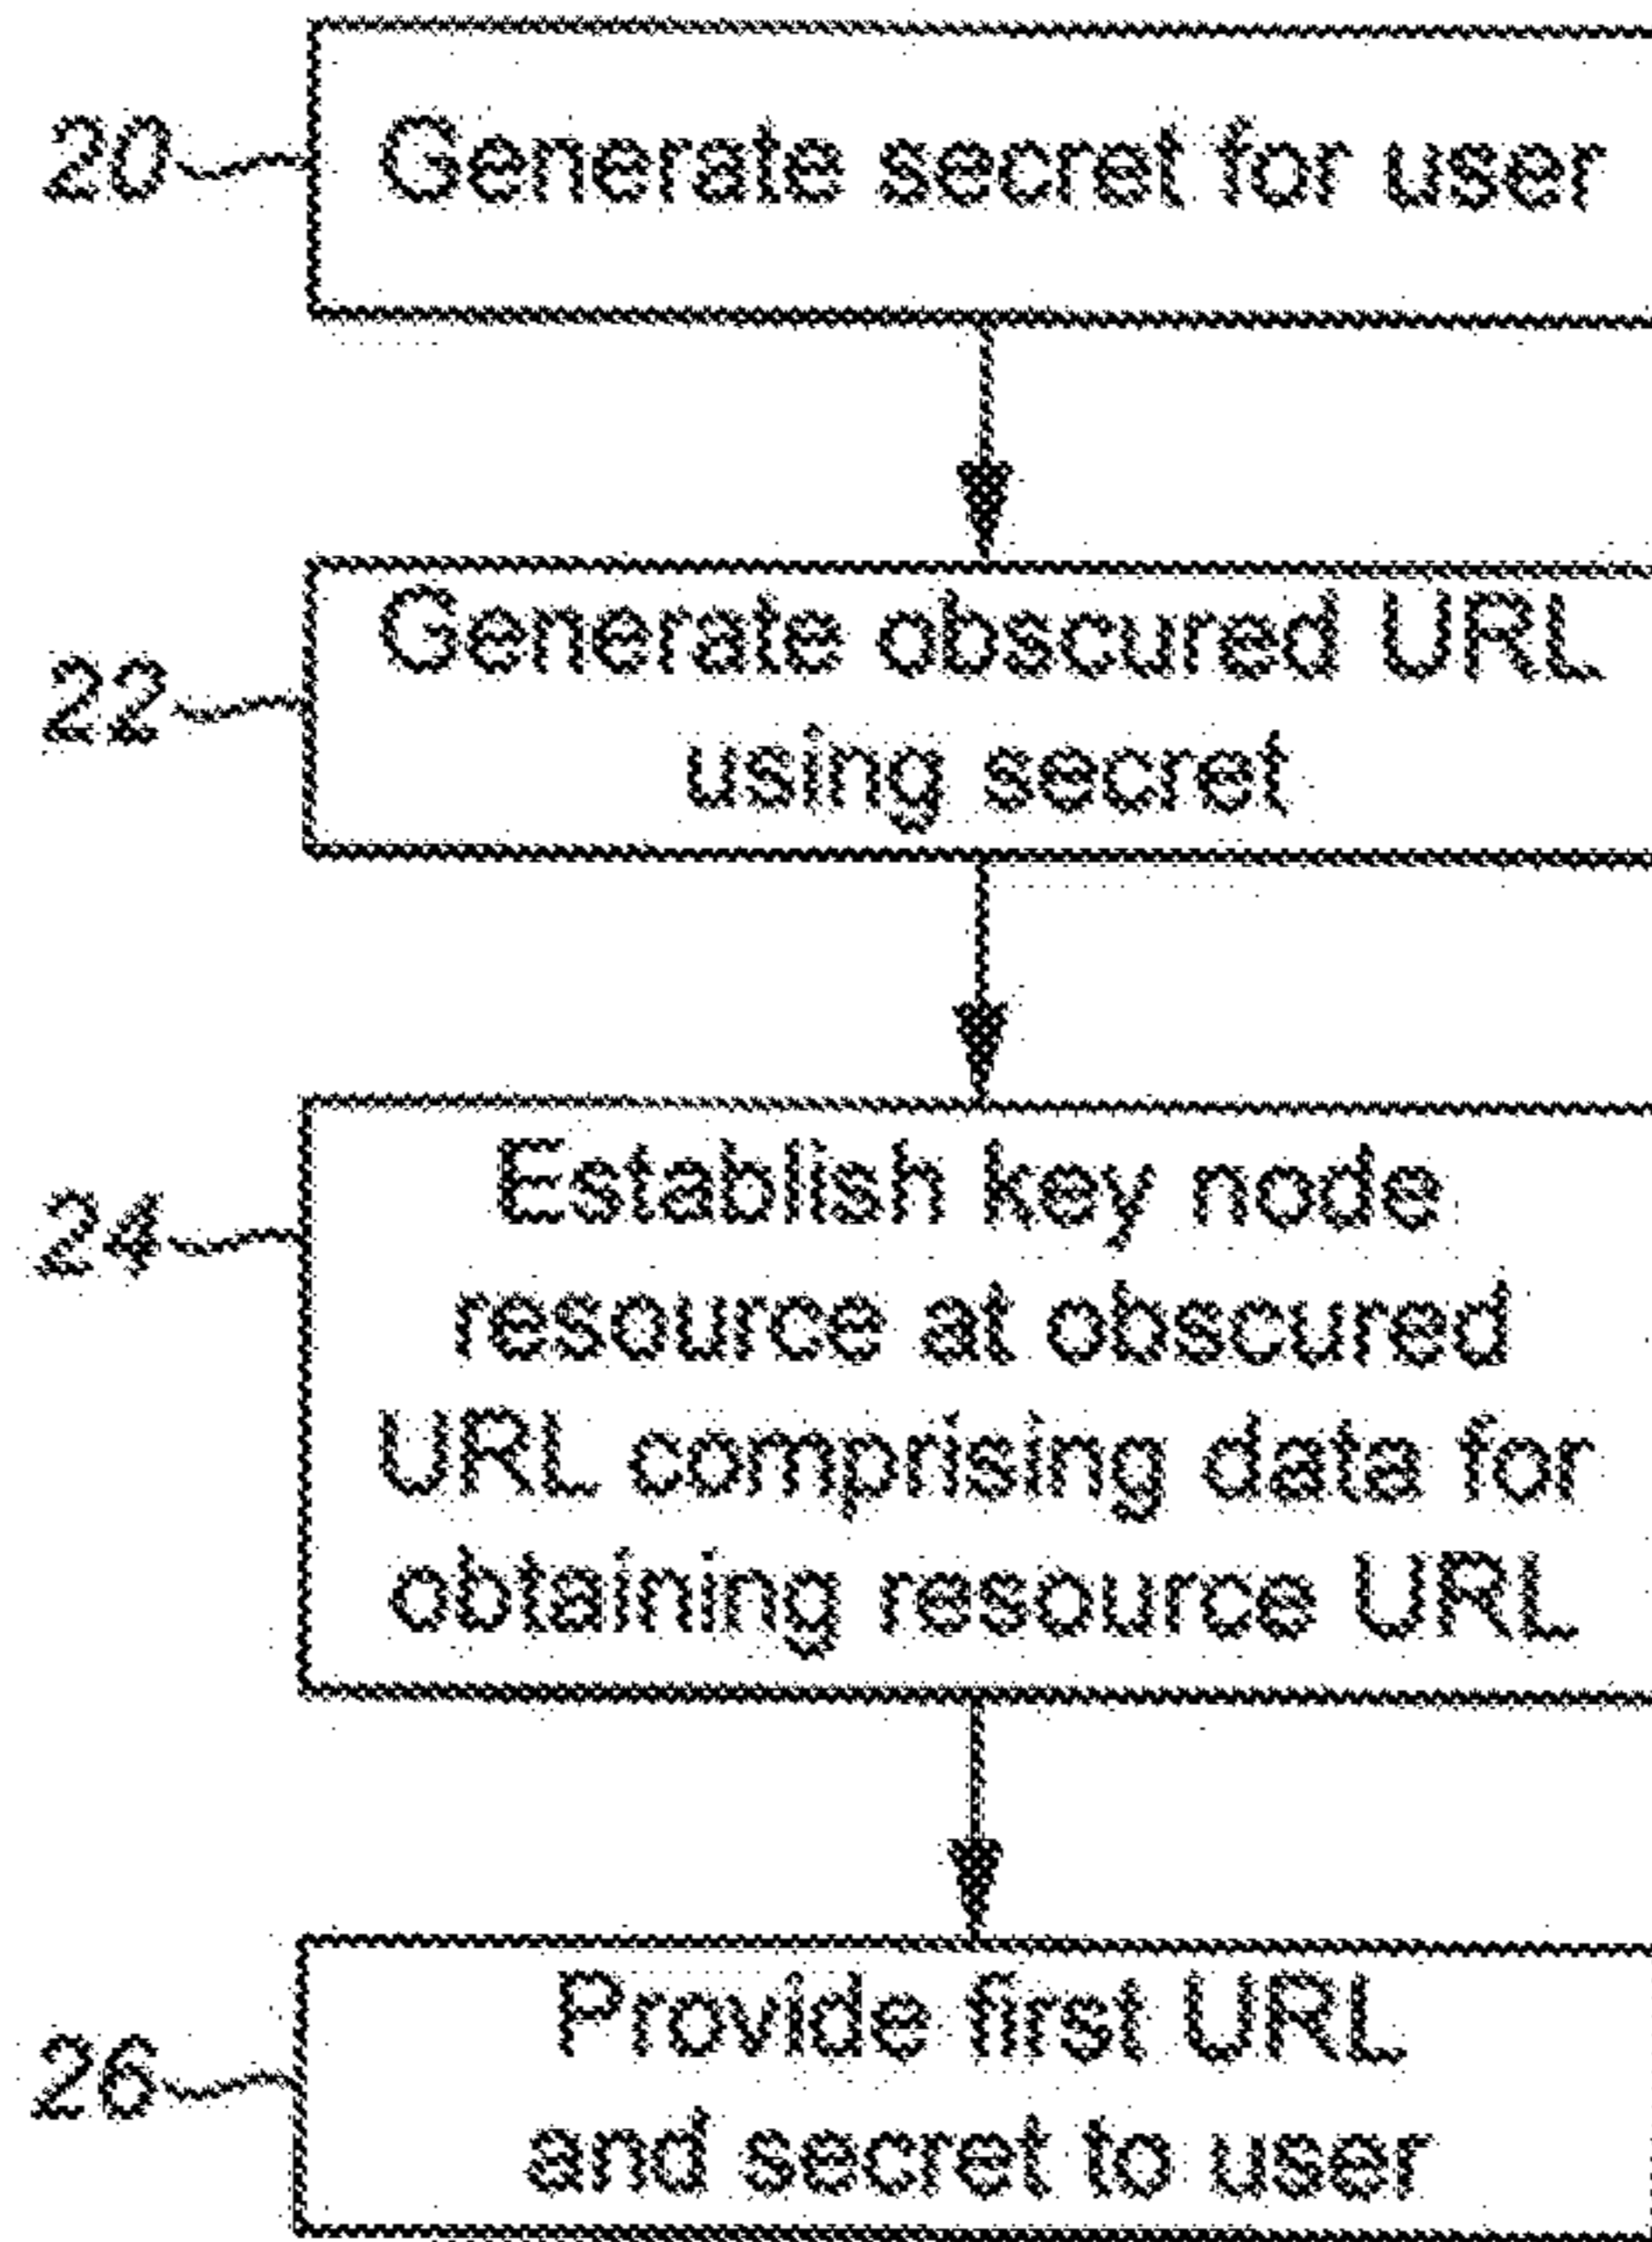 20 Generate secret for user
22 Generate obscured URL
using secret
24 Establish key node
resource at obscured
URL comprising data for
obtaining resource URL
26 Provide first URL
and secret to user